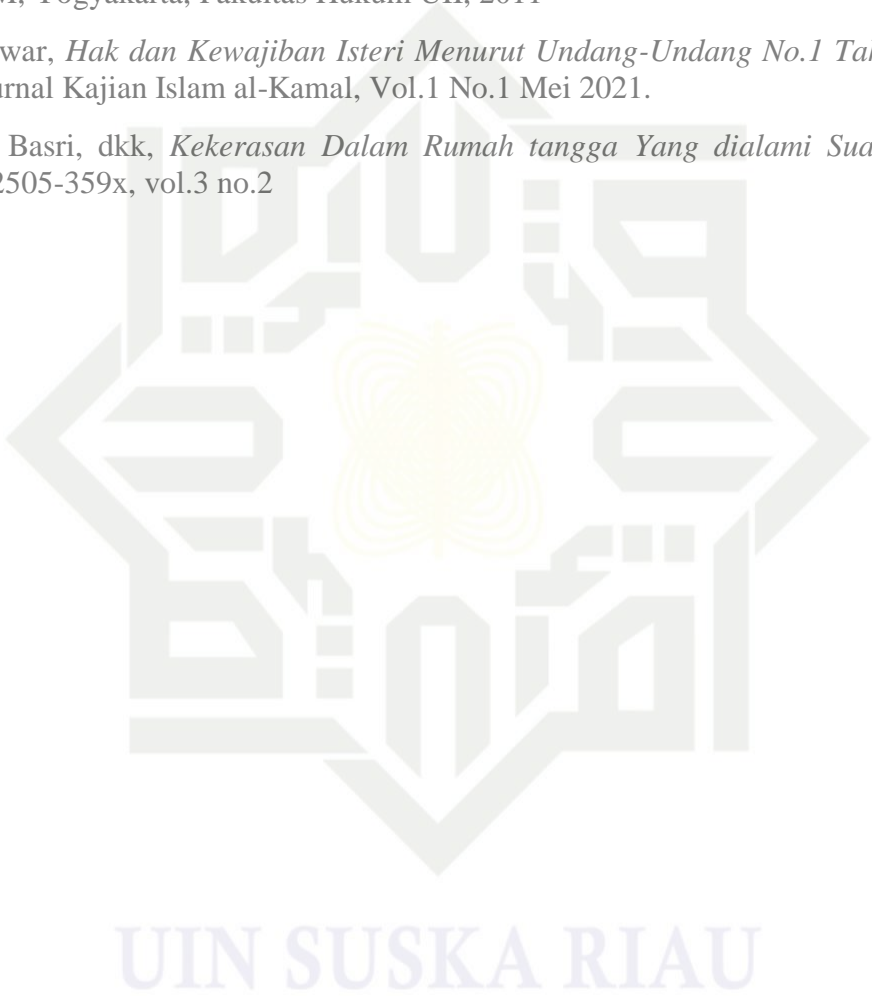 Yogyakarta, Fakultas Hukum UII, 2011
war, Hak dan Kewajiban Isteri Menurut Undang-Undang No.1 Tah
urnal Kajian Islam al-Kamal, Vol.1 No.1 Mei 2021.
Basri, dkk, Kekerasan Dalam Rumah tangga Yang dialami Sua
2505-359x, vol.3 no.2
UIN SUSKA RIAU